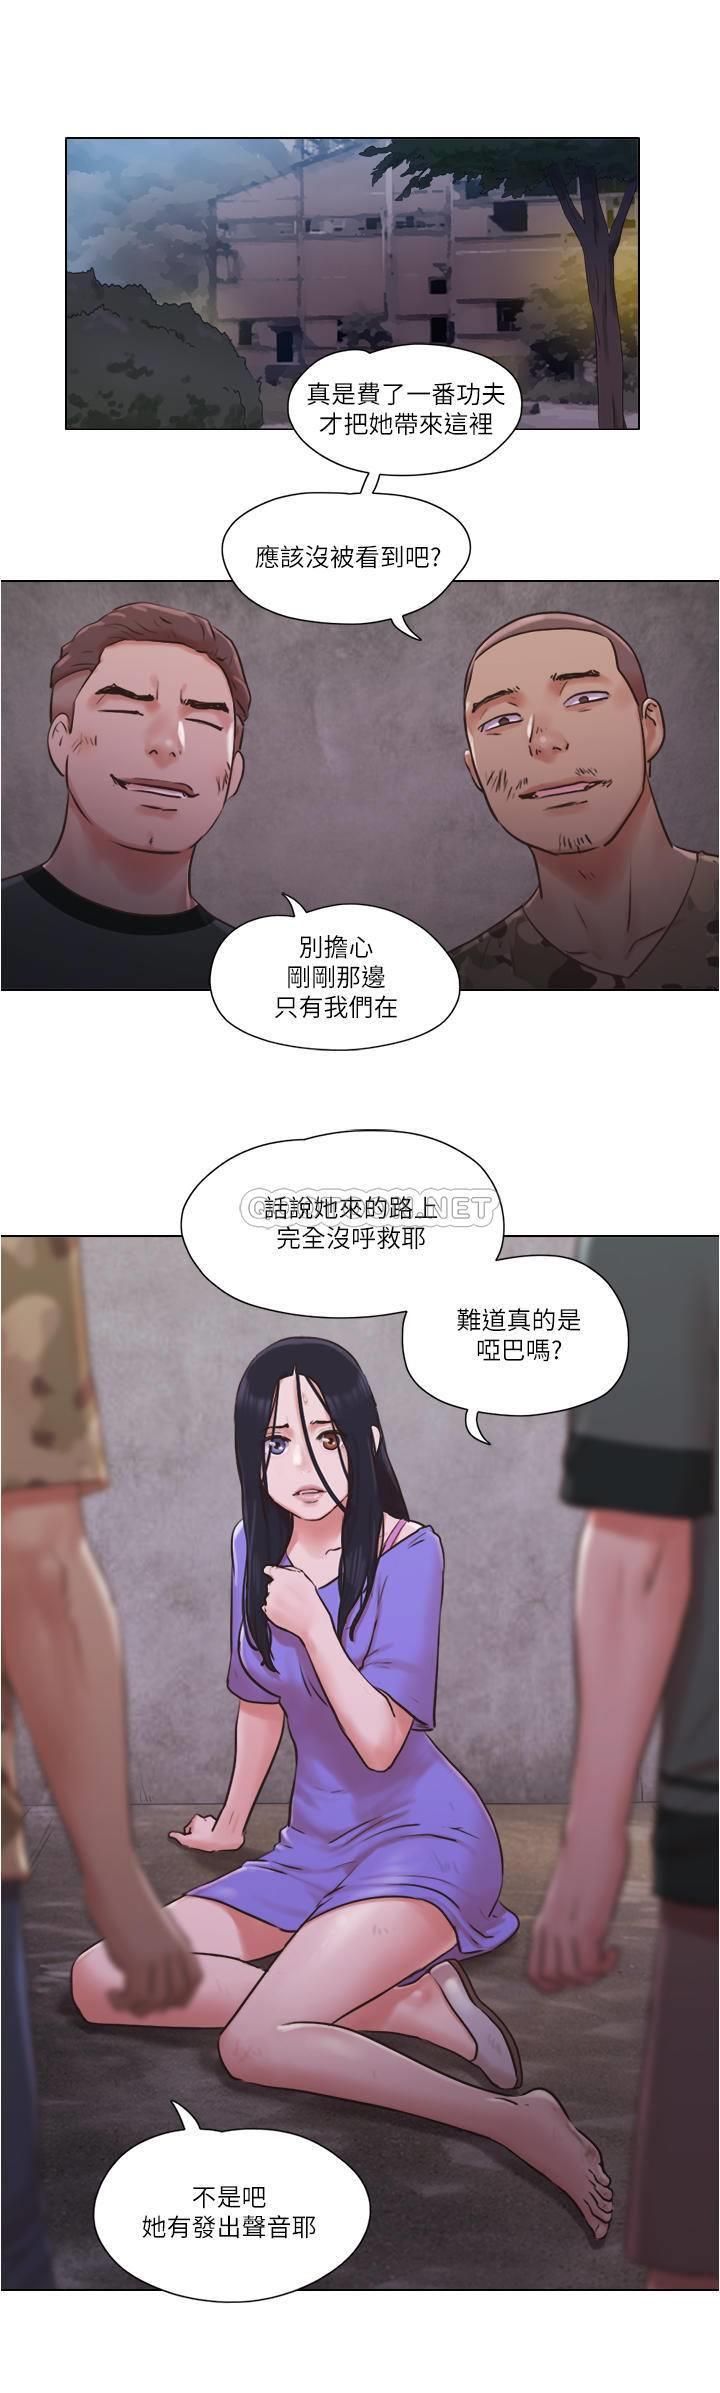 真是費了一番功夫
才把她帶來這裡
應該沒被看到吧?
別擔心
剛剛那邊
只有我們在
話說她來的路上
完全沒呼救耶
難道真的是
啞巴嗎?
不是吧
她有發出聲音耶